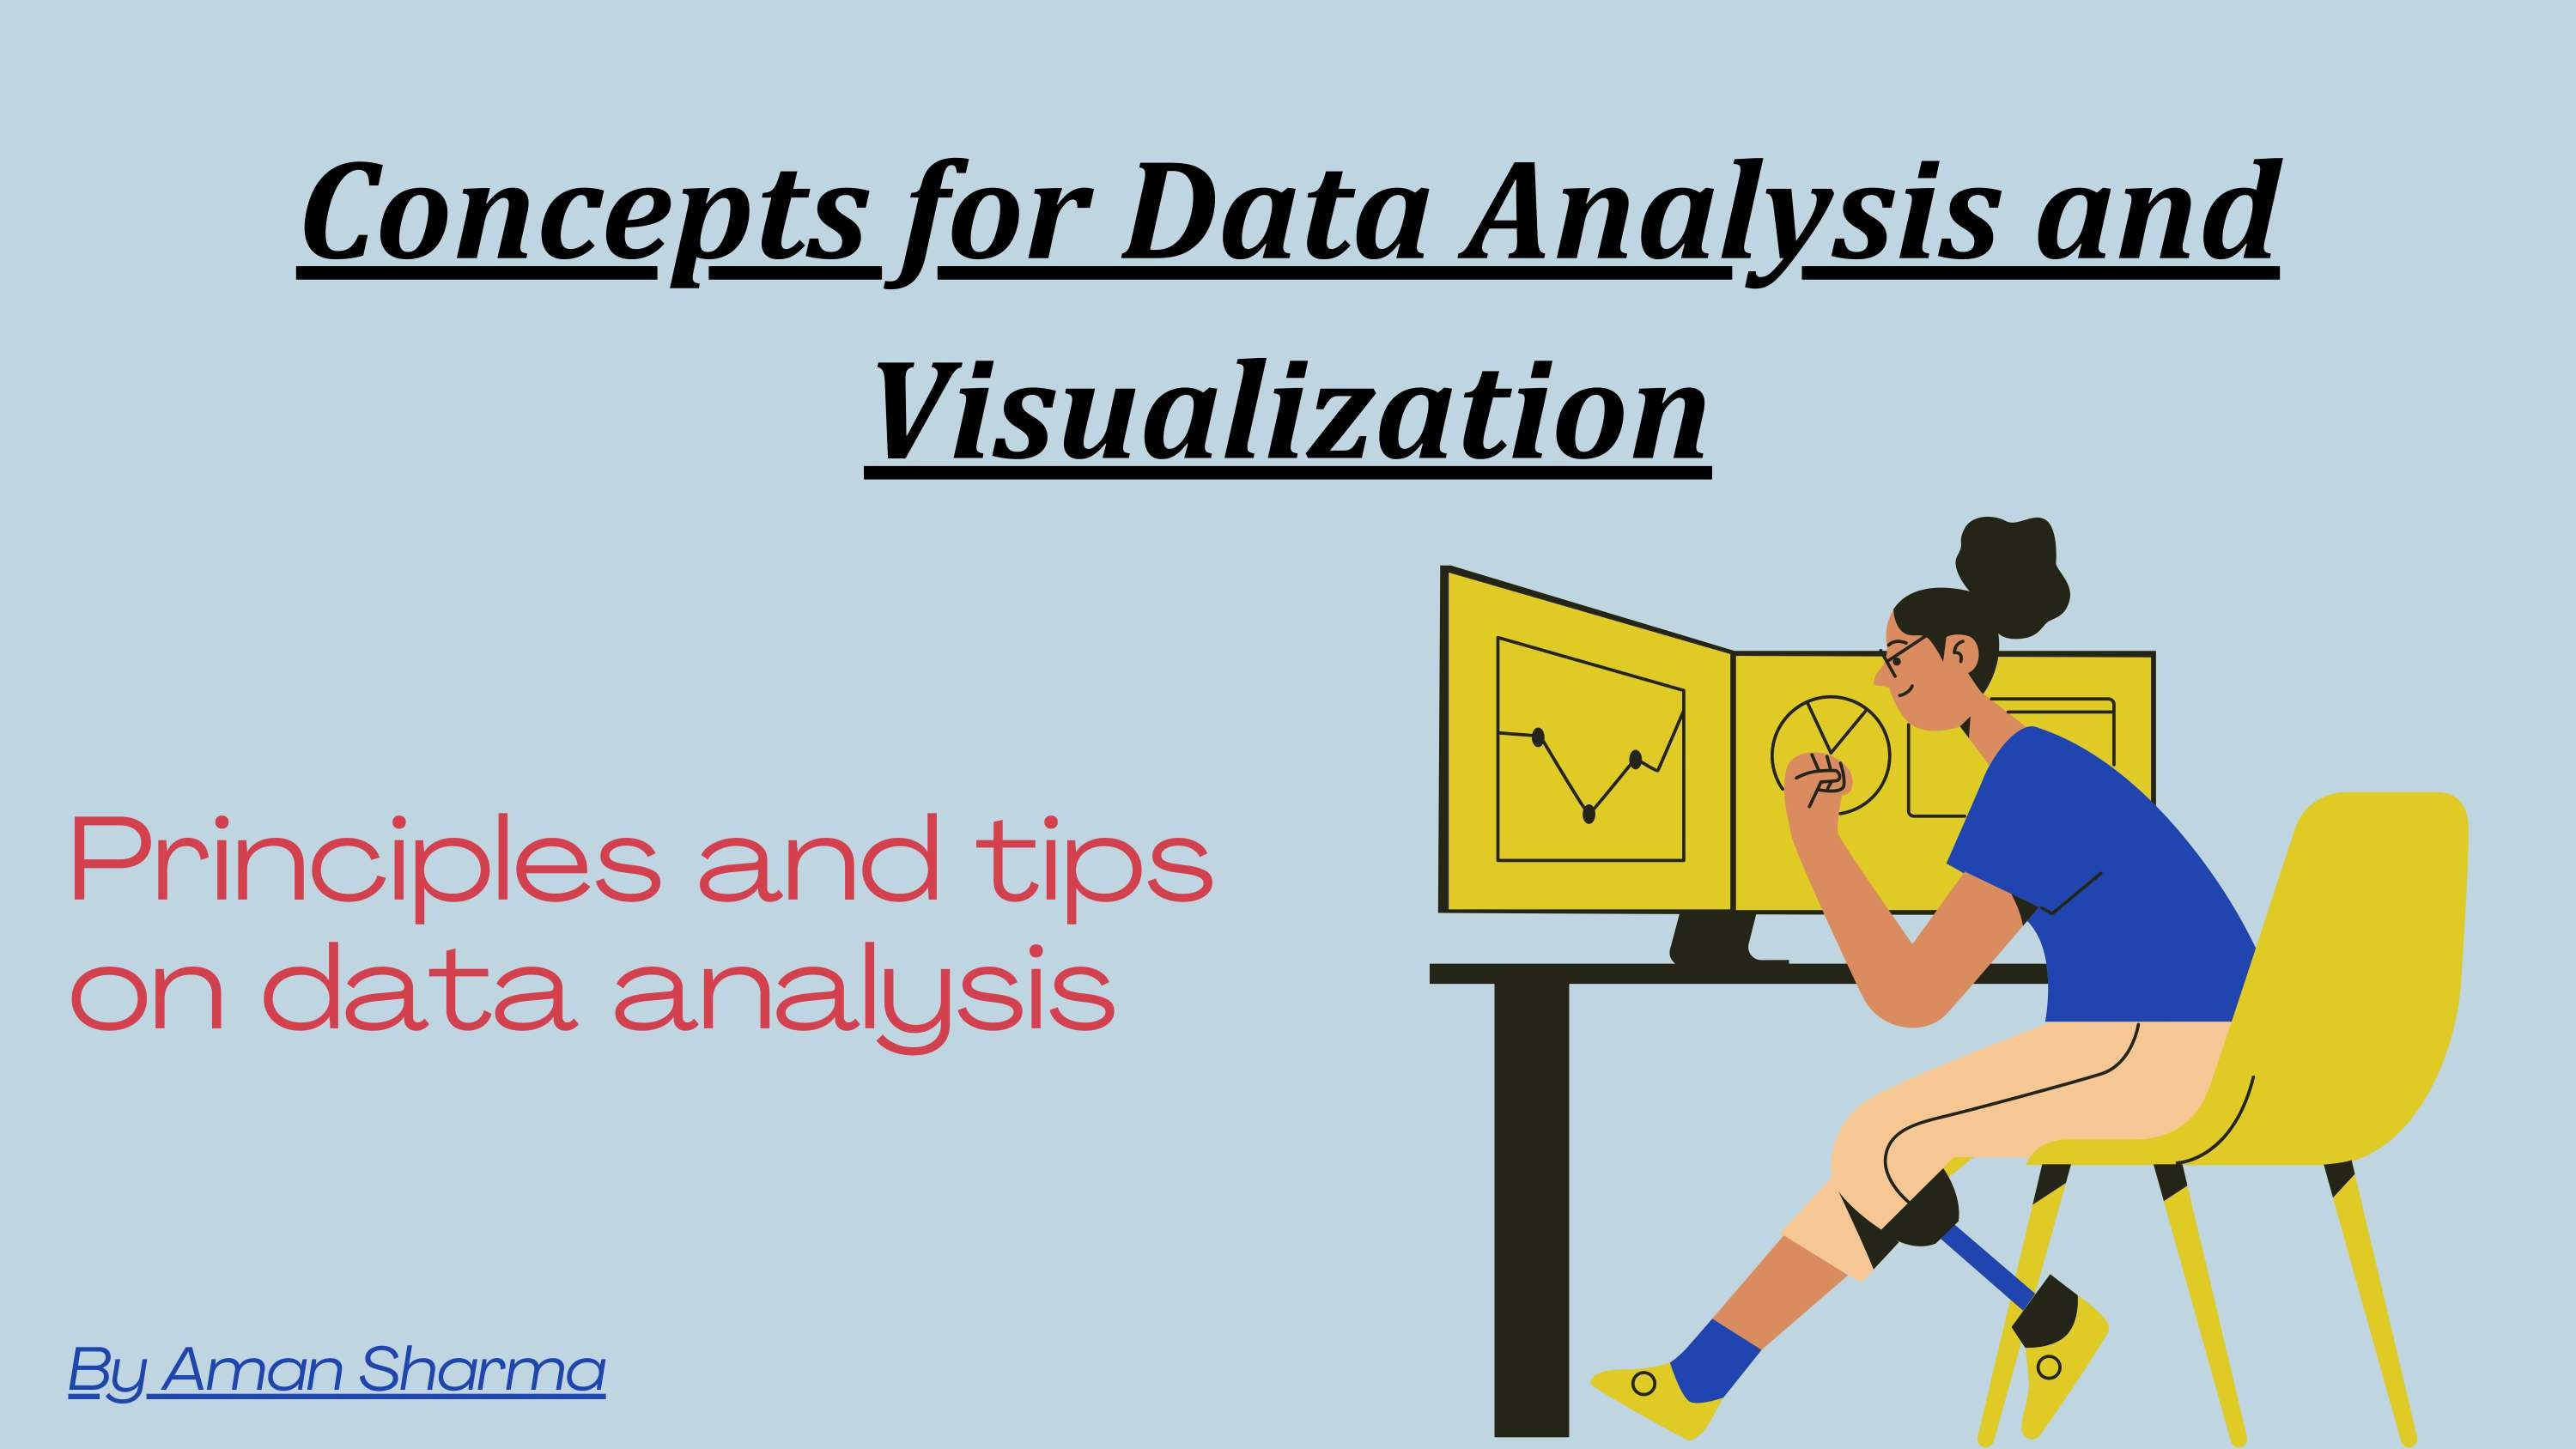 Concepts for Data Analysis and
Visualization
Principles and tips
on data analysis
By Aman Sharma